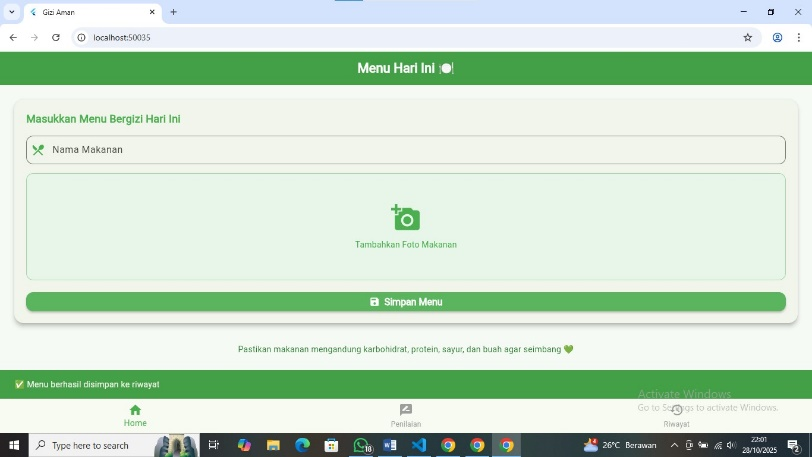 Gizi Aman
localhost:50035
Menu Hari Ini 🍽️
Masukkan Menu Bergizi Hari Ini
Nama Makanan
Tambahkan Foto Makanan
Simpan Menu
Pastikan makanan mengandung karbohidrat, protein, sayur, dan buah agar seimbang 💚
✅ Menu berhasil disimpan ke riwayat
Activate Windows
Go to Settings to activate Windows.
Home
Penilaian
Riwayat
Type here to search
18
26°C Berawan
22:01
28/10/2025
2